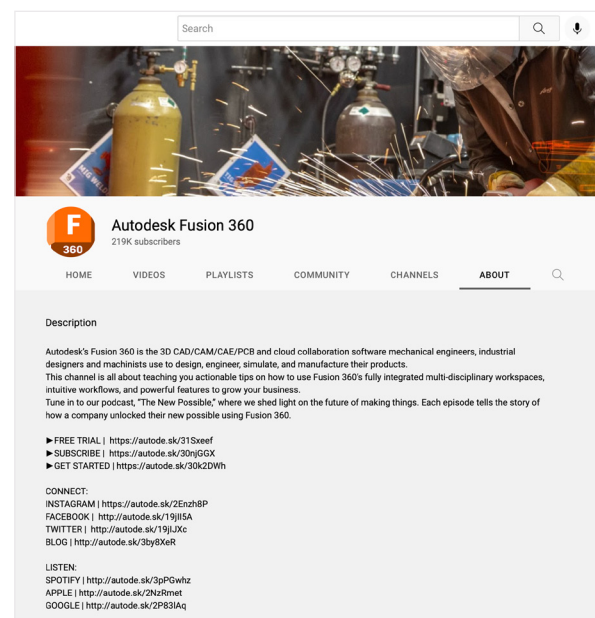 Search
MIG WELD
F
360
Autodesk Fusion 360
219K subscribers
HOME VIDEOS PLAYLISTS COMMUNITY CHANNELS ABOUT
Description
Autodesk's Fusion 360 is the 3D CAD/CAM/CAE/PCB and cloud collaboration software mechanical engineers, industrial
designers and machinists use to design, engineer, simulate, and manufacture their products.
This channel is all about teaching you actionable tips on how to use Fusion 360's fully integrated multi-disciplinary workspaces,
intuitive workflows, and powerful features to grow your business.
Tune in to our podcast, "The New Possible," where we shed light on the future of making things. Each episode tells the story of
how a company unlocked their new possible using Fusion 360.
►FREE TRIAL | https://autode.sk/31Sxeef
►SUBSCRIBE | https://autode.sk/30njGGX
►GET STARTED | https://autode.sk/30k2DWh
CONNECT:
INSTAGRAM | https://autode.sk/2Enzh8P
FACEBOOK | http://autode.sk/19jII5A
TWITTER | http://autode.sk/19jIJXc
BLOG | http://autode.sk/3by8XeR
LISTEN:
SPOTIFY | http://autode.sk/3pPGwhz
APPLE | http://autode.sk/2NzRmet
GOOGLE | http://autode.sk/2P83lAq